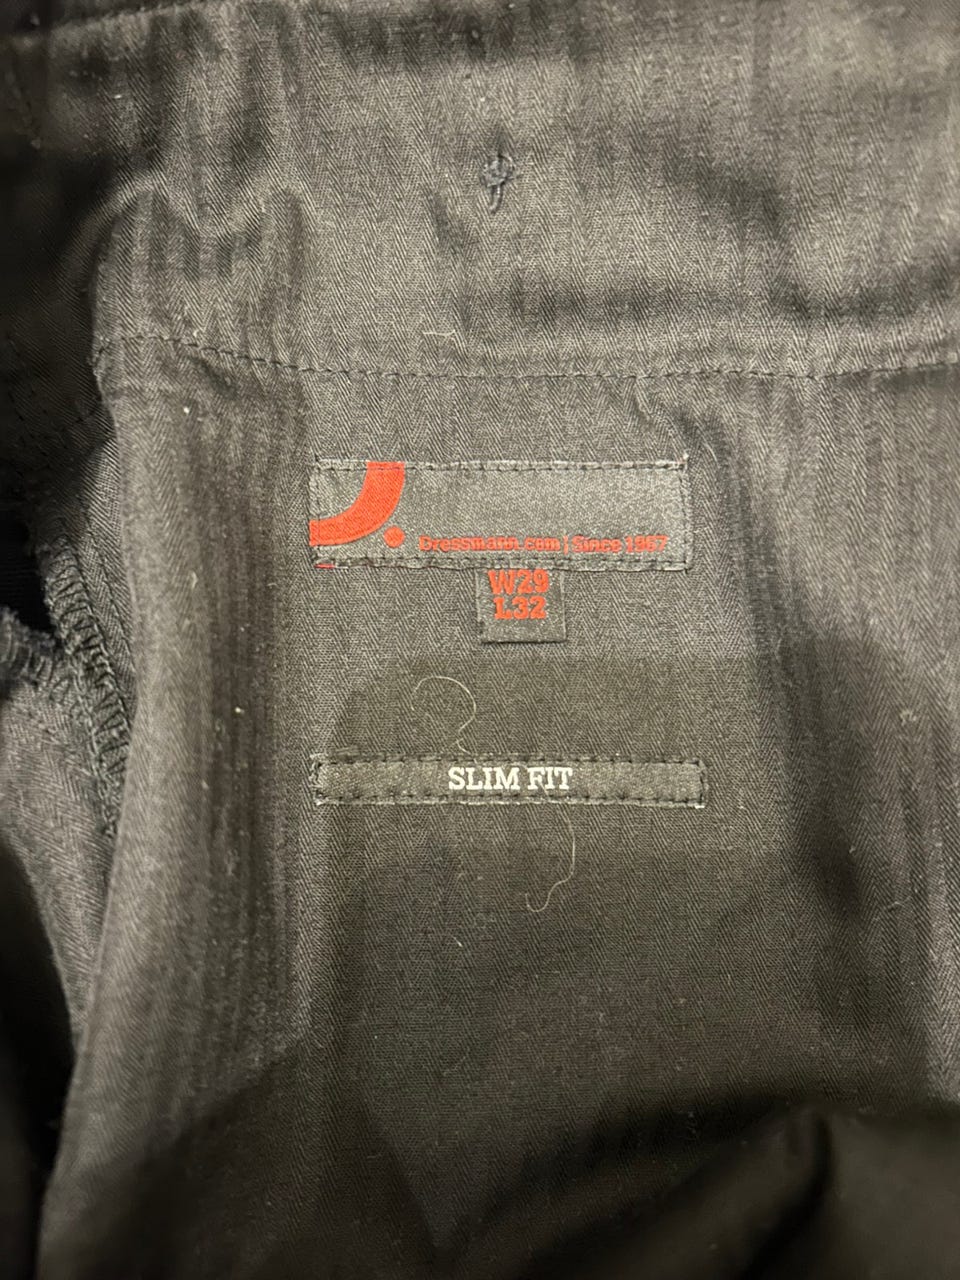 Dressmann.com | Since 1967
W29
L32
SLIM FIT